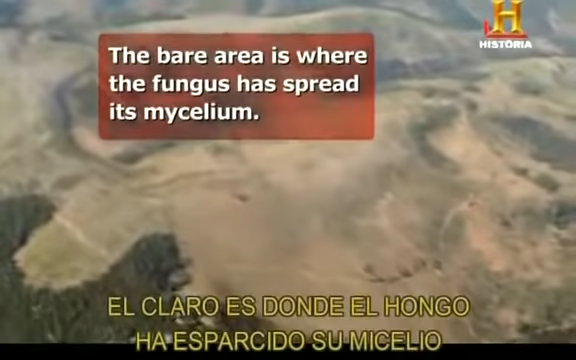 H
HISTORIA
The bare area is where
the fungus has spread
its mycelium.
EL CLARO ES DONDE EL HONGO
HA ESPARCIDO SU MICELIO